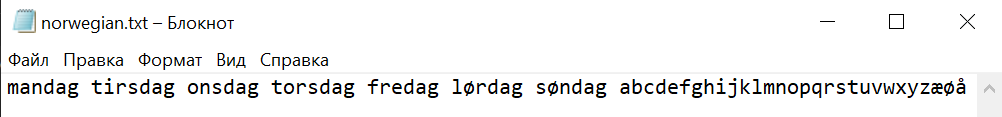 norwegian.txt – Блокнот
Файл Правка Формат Вид Справка
mandag tirsdag onsdag torsdag fredag lørdag søndag abcdefghijklmnopqrstuvwxyzæøå